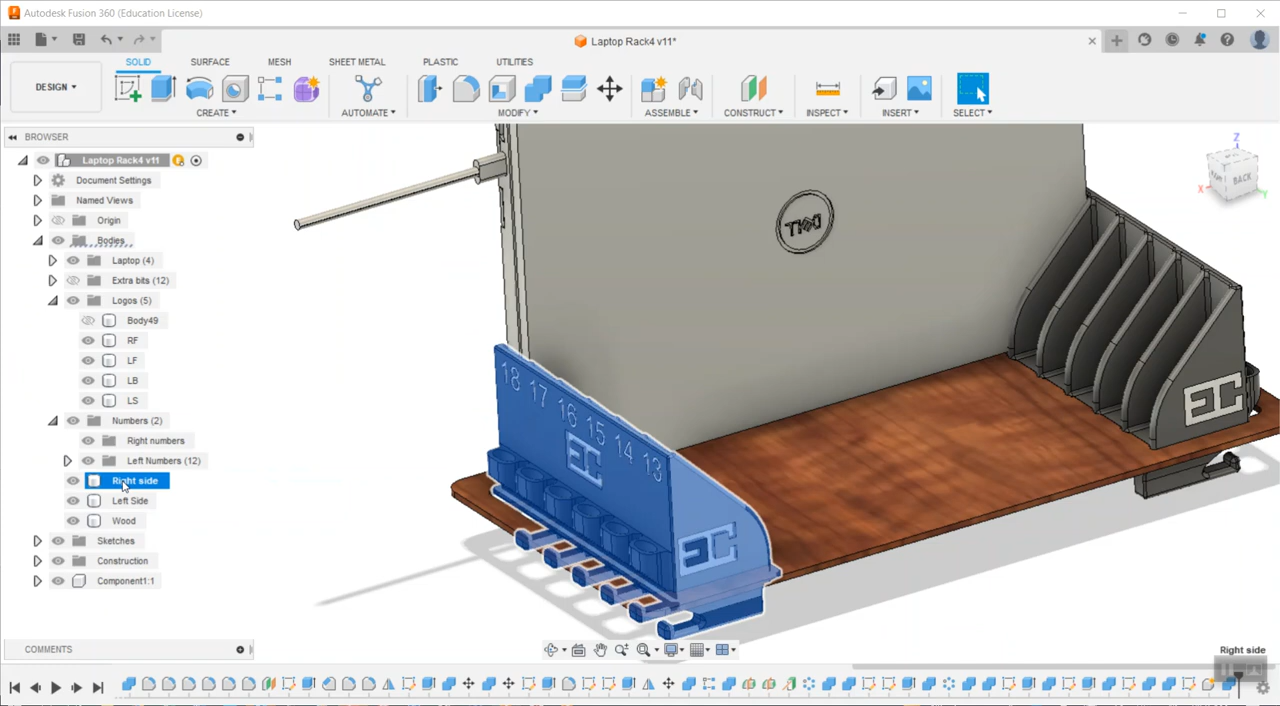 Autodesk Fusion 360 (Education License)
Laptop Rack4 v11*
DESIGN
SOLID SURFACE MESH SHEET METAL PLASTIC UTILITIES
CREATE AUTOMATE MODIFY ASSEMBLE CONSTRUCT INSPECT INSERT SELECT
BROWSER
Laptop Rack4 v11
Document Settings
Named Views
Origin
Bodies
Laptop (4)
Extra bits (12)
Logos (5)
Body49
RF
LF
LB
LS
Numbers (2)
Right numbers
Left Numbers (12)
Right side
Left Side
Wood
Sketches
Construction
Component1:1
18 17 16 15 14 13
EC
EC
EC
Z
BACK
X
Y
COMMENTS
Right side